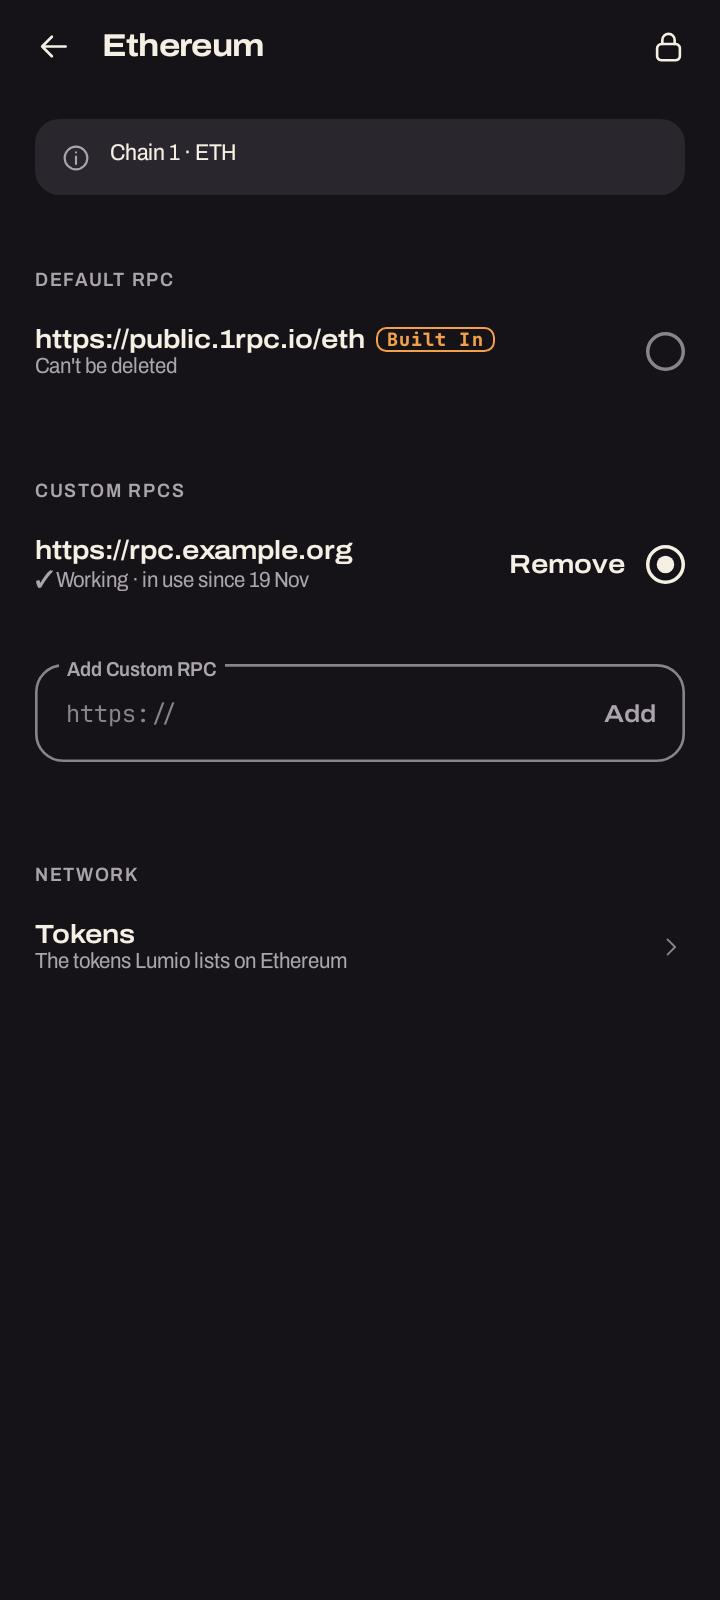 Ethereum
Chain 1 · ETH
DEFAULT RPC
https://public.1rpc.io/eth Built In
Can't be deleted
CUSTOM RPCS
https://rpc.example.org
✓Working · in use since 19 Nov
Remove
Add Custom RPC
https://
Add
NETWORK
Tokens
The tokens Lumio lists on Ethereum